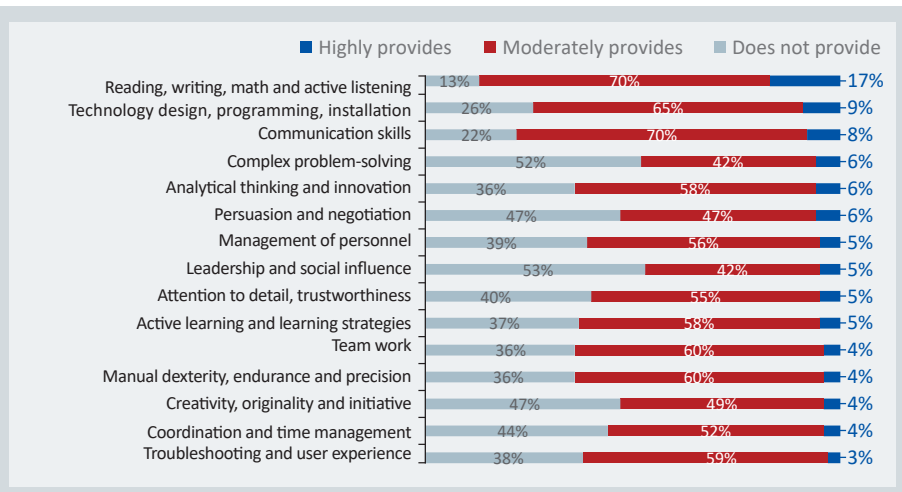 Highly provides Moderately provides Does not provide
Reading, writing, math and active listening 13% 70% 17%
Technology design, programming, installation 26% 65% 9%
Communication skills 22% 70% 8%
Complex problem-solving 52% 42% 6%
Analytical thinking and innovation 36% 58% 6%
Persuasion and negotiation 47% 47% 6%
Management of personnel 39% 56% 5%
Leadership and social influence 53% 42% 5%
Attention to detail, trustworthiness 40% 55% 5%
Active learning and learning strategies 37% 58% 5%
Team work 36% 60% 4%
Manual dexterity, endurance and precision 36% 60% 4%
Creativity, originality and initiative 47% 49% 4%
Coordination and time management 44% 52% 4%
Troubleshooting and user experience 38% 59% 3%